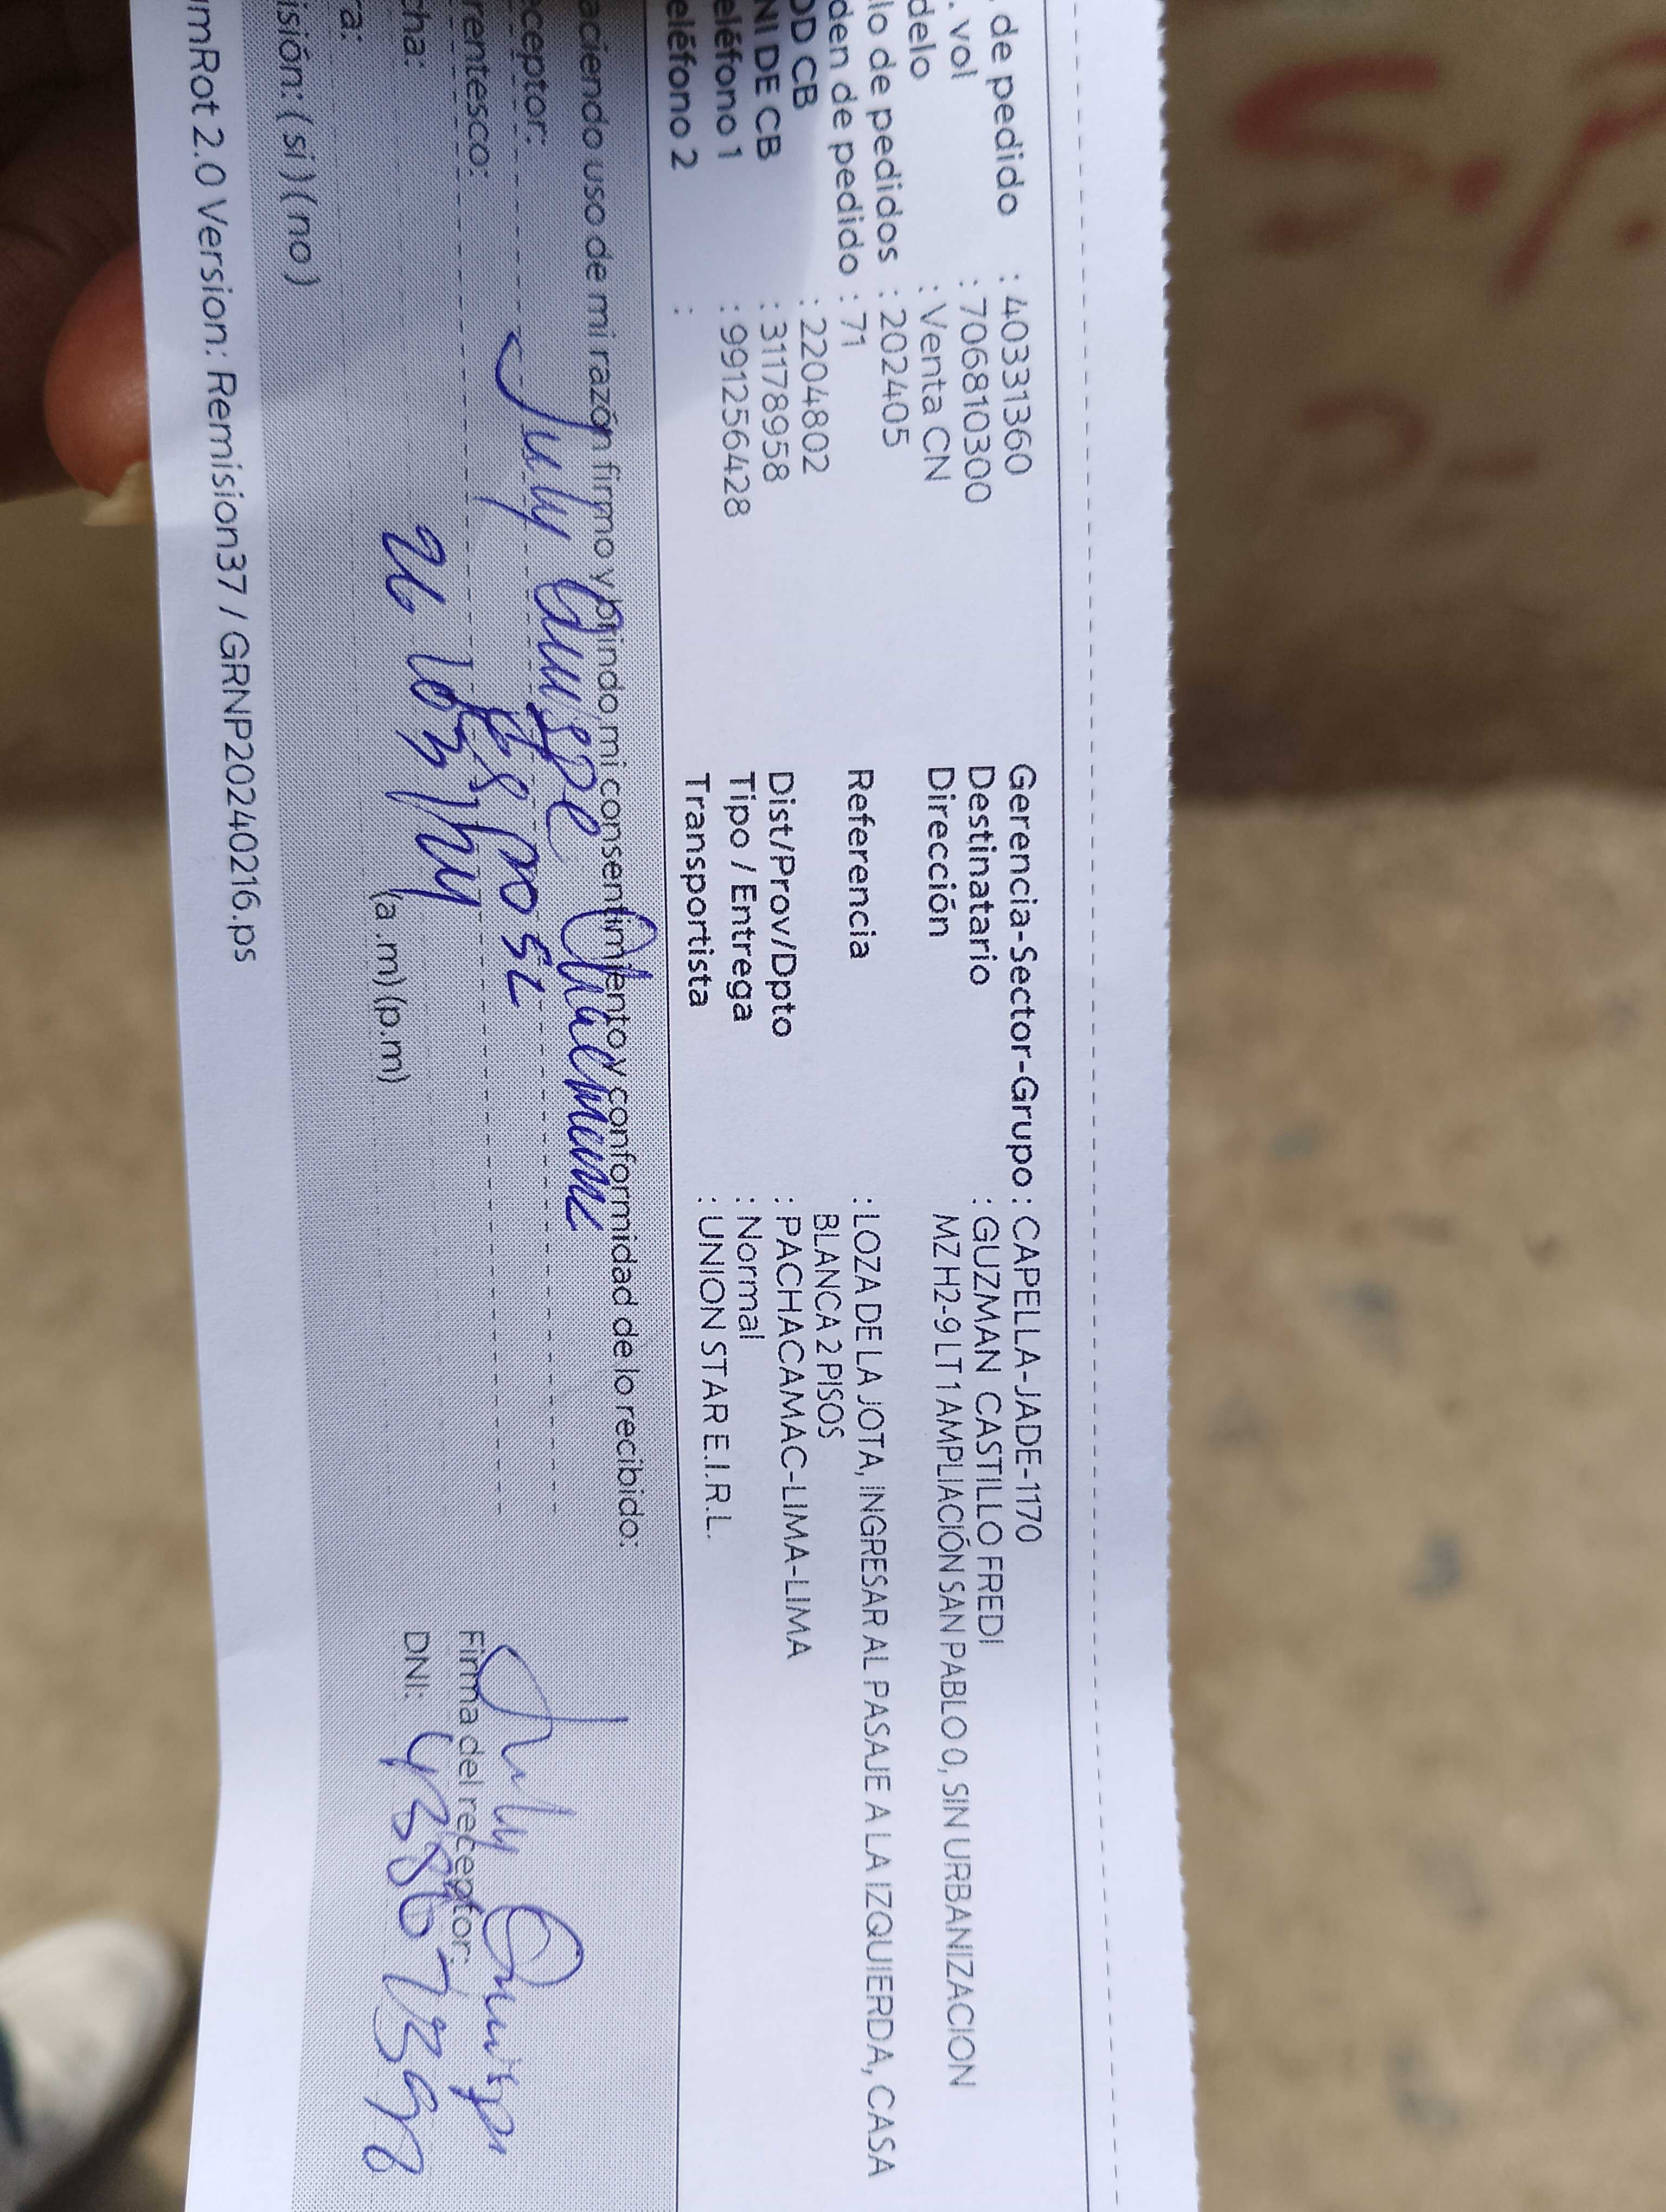 de pedido : 40331360
. vol : 706810300
delo : Venta CN
lo de pedidos : 202405
den de pedido : 71
OD CB : 2204802
NI DE CB : 31178958
eléfono 1 : 991256428
eléfono 2 :
Gerencia-Sector-Grupo : CAPELLA-JADE-1170
Destinatario : GUZMAN CASTILLO FREDI
Dirección MZ H2-9 LT 1 AMPLIACIÓN SAN PABLO 0, SIN URBANIZACION
Referencia : LOZA DE LA JOTA, INGRESAR AL PASAJE A LA IZQUIERDA, CASA
BLANCA 2 PISOS
Dist/Prov/Dpto : PACHACAMAC-LIMA-LIMA
Tipo / Entrega : Normal
Transportista : UNION STAR E.I.R.L.
aciendo uso de mi razón firmo y brindo mi consentimiento y conformidad de lo recibido:
eceptor: July Quispe
rentesco: Esposa
cha:
ra: (a.m)(p.m)
isión: (si)(no)
July Quispe
Firma del receptor:
DNI:
umRot 2.0 Version: Remision37 / GRNP20240216.ps